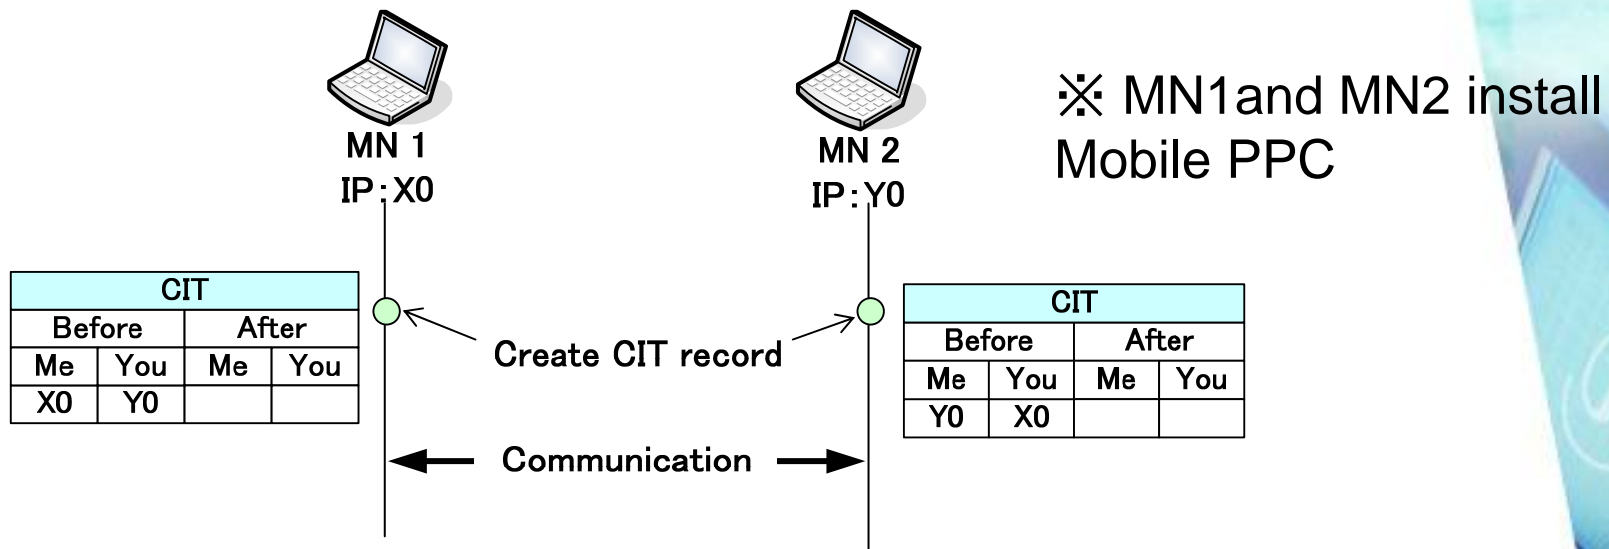 MN 1
IP:X0
MN 2
IP:Y0
※ MN1and MN2 install
Mobile PPC
CIT
Before After
Me You Me You
X0 Y0
Create CIT record
CIT
Before After
Me You Me You
Y0 X0
Communication